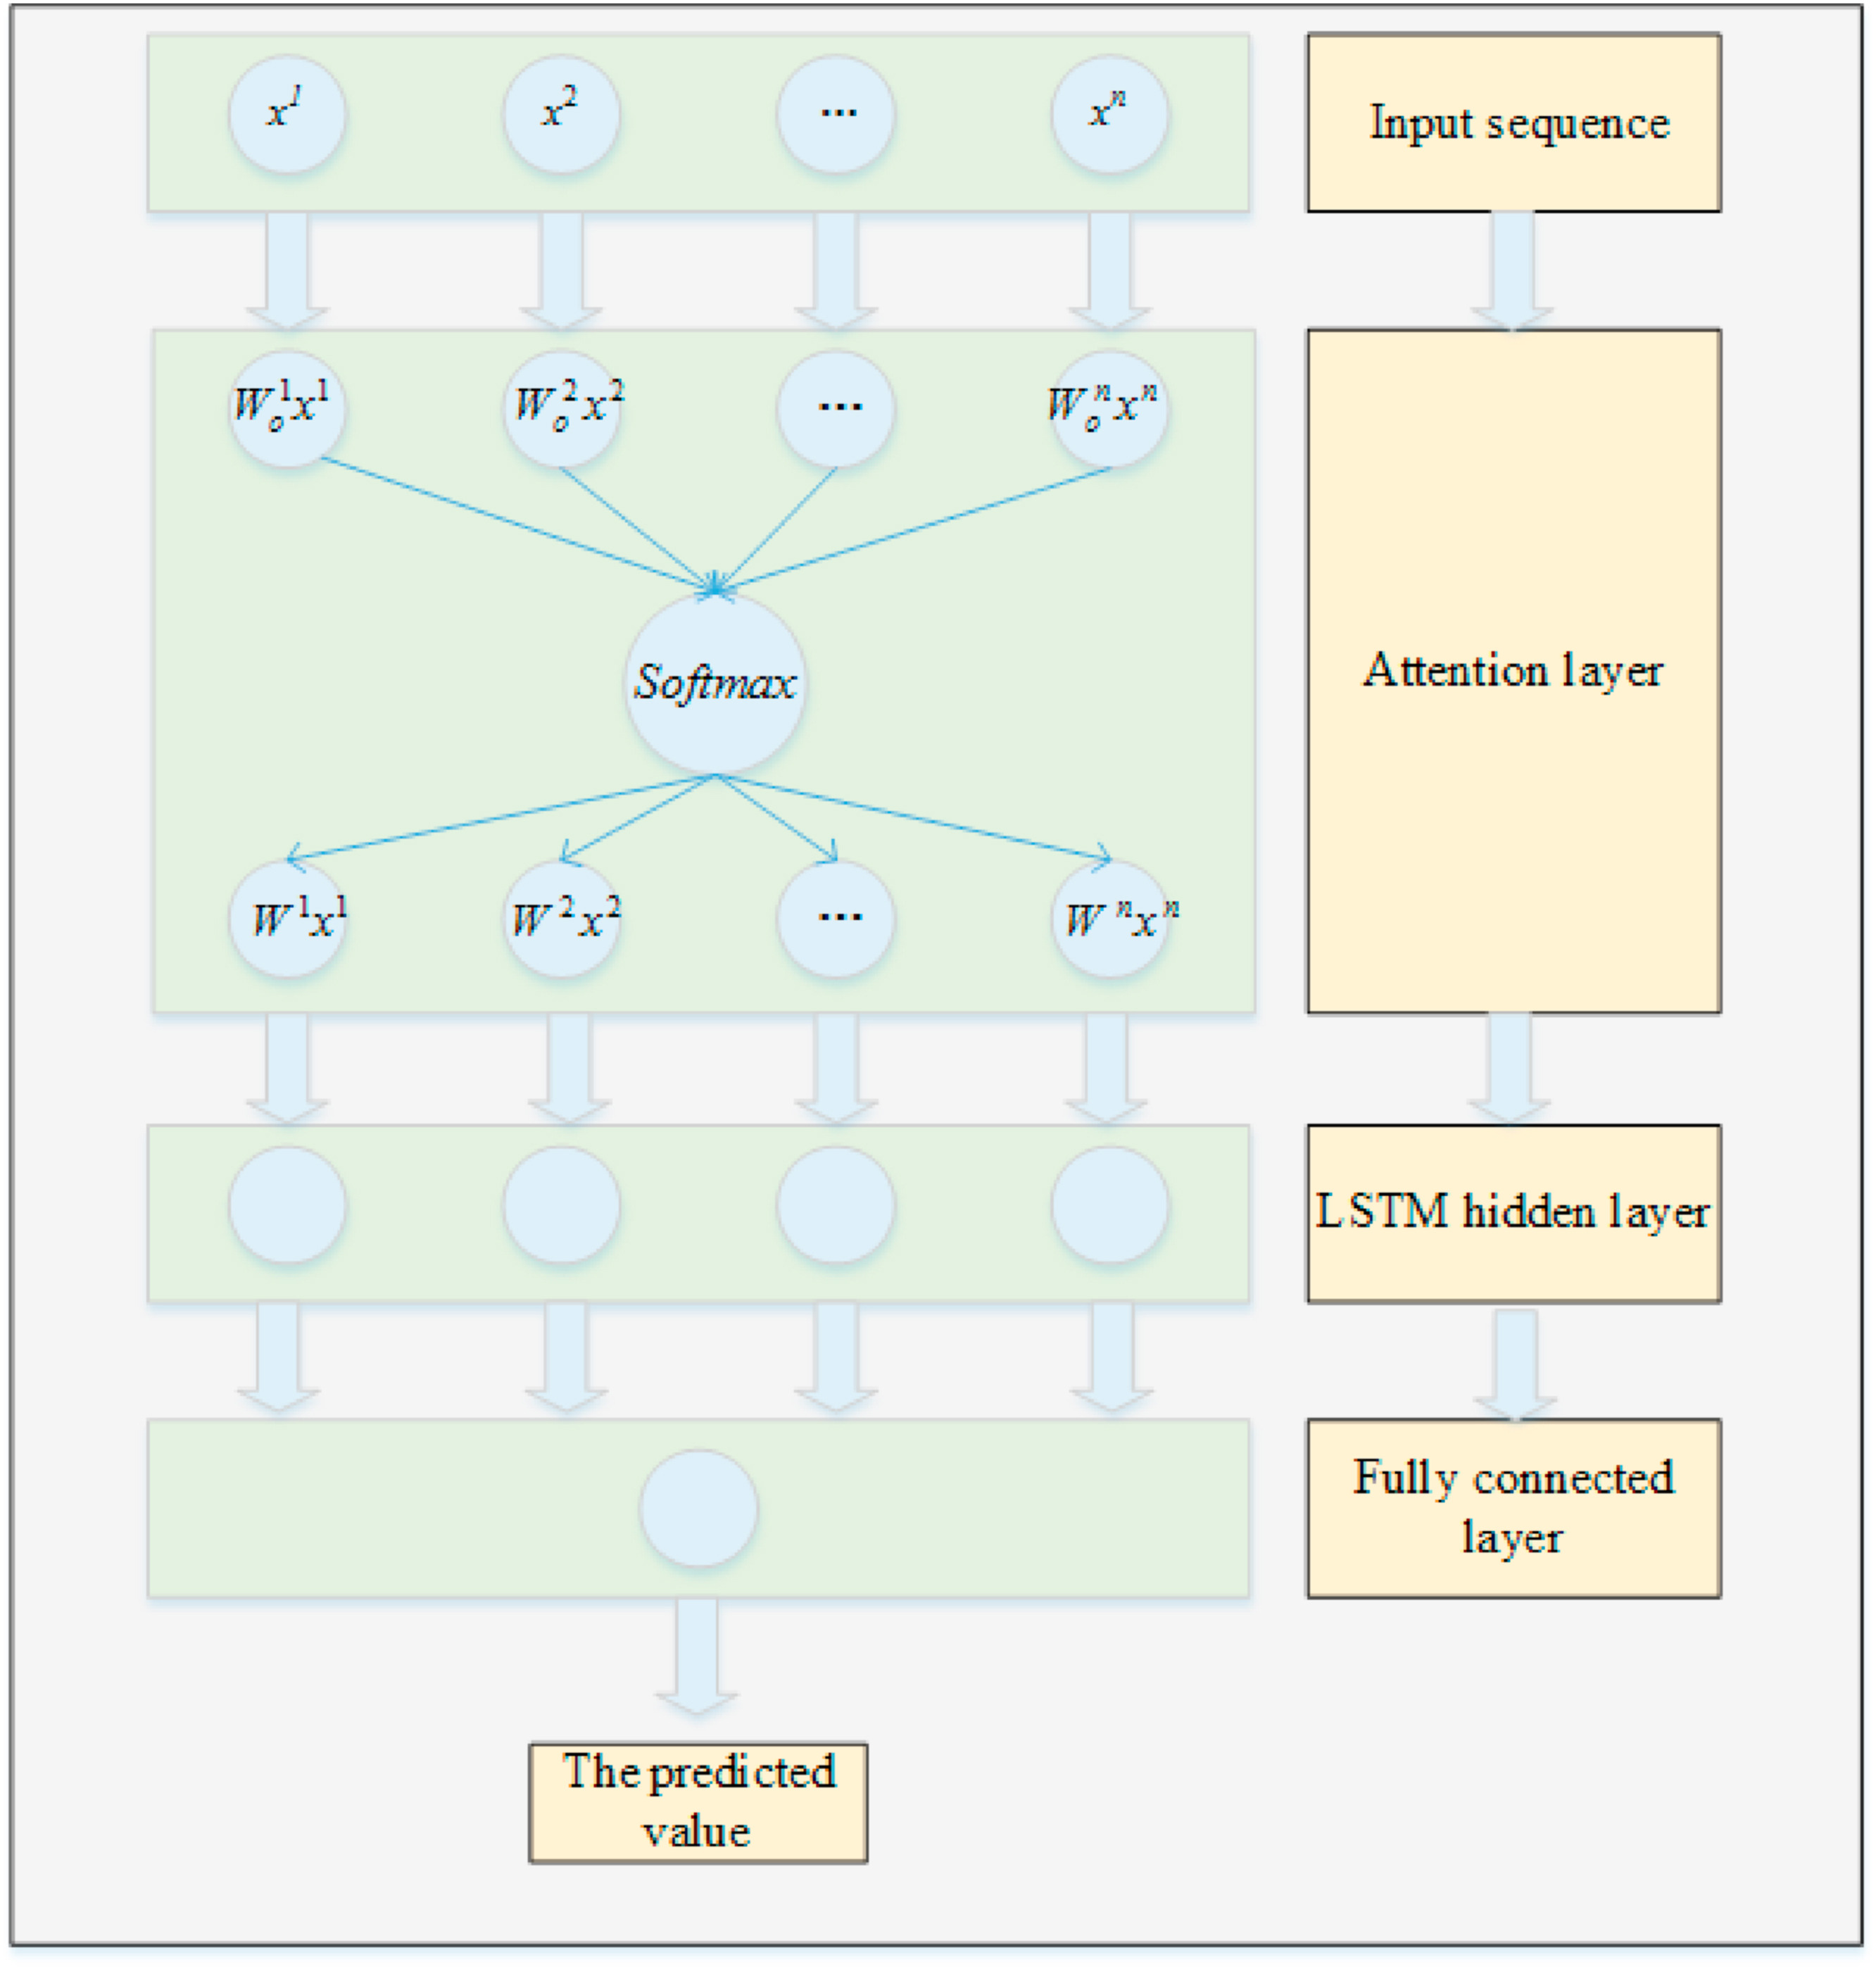 x^1 x^2 ... x^n Input sequence
W_o^1x^1 W_o^2x^2 ... W_o^nx^n
Softmax Attention layer
W^1x^1 W^2x^2 ... W^nx^n
LSTM hidden layer
Fully connected
layer
The predicted
value